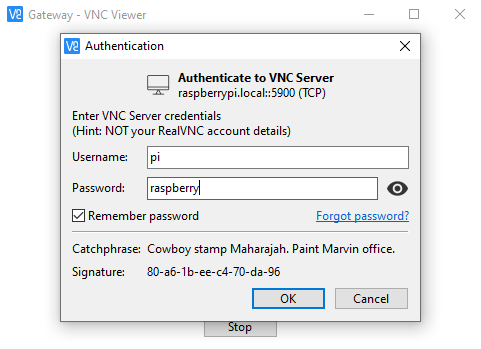 Gateway - VNC Viewer
Authentication
Authenticate to VNC Server
raspberrypi.local::5900 (TCP)
Enter VNC Server credentials
(Hint: NOT your RealVNC account details)
Username: pi
Password: raspberry
Remember password Forgot password?
Catchphrase: Cowboy stamp Maharajah. Paint Marvin office.
Signature: 80-a6-1b-ee-c4-70-da-96
OK Cancel
Stop